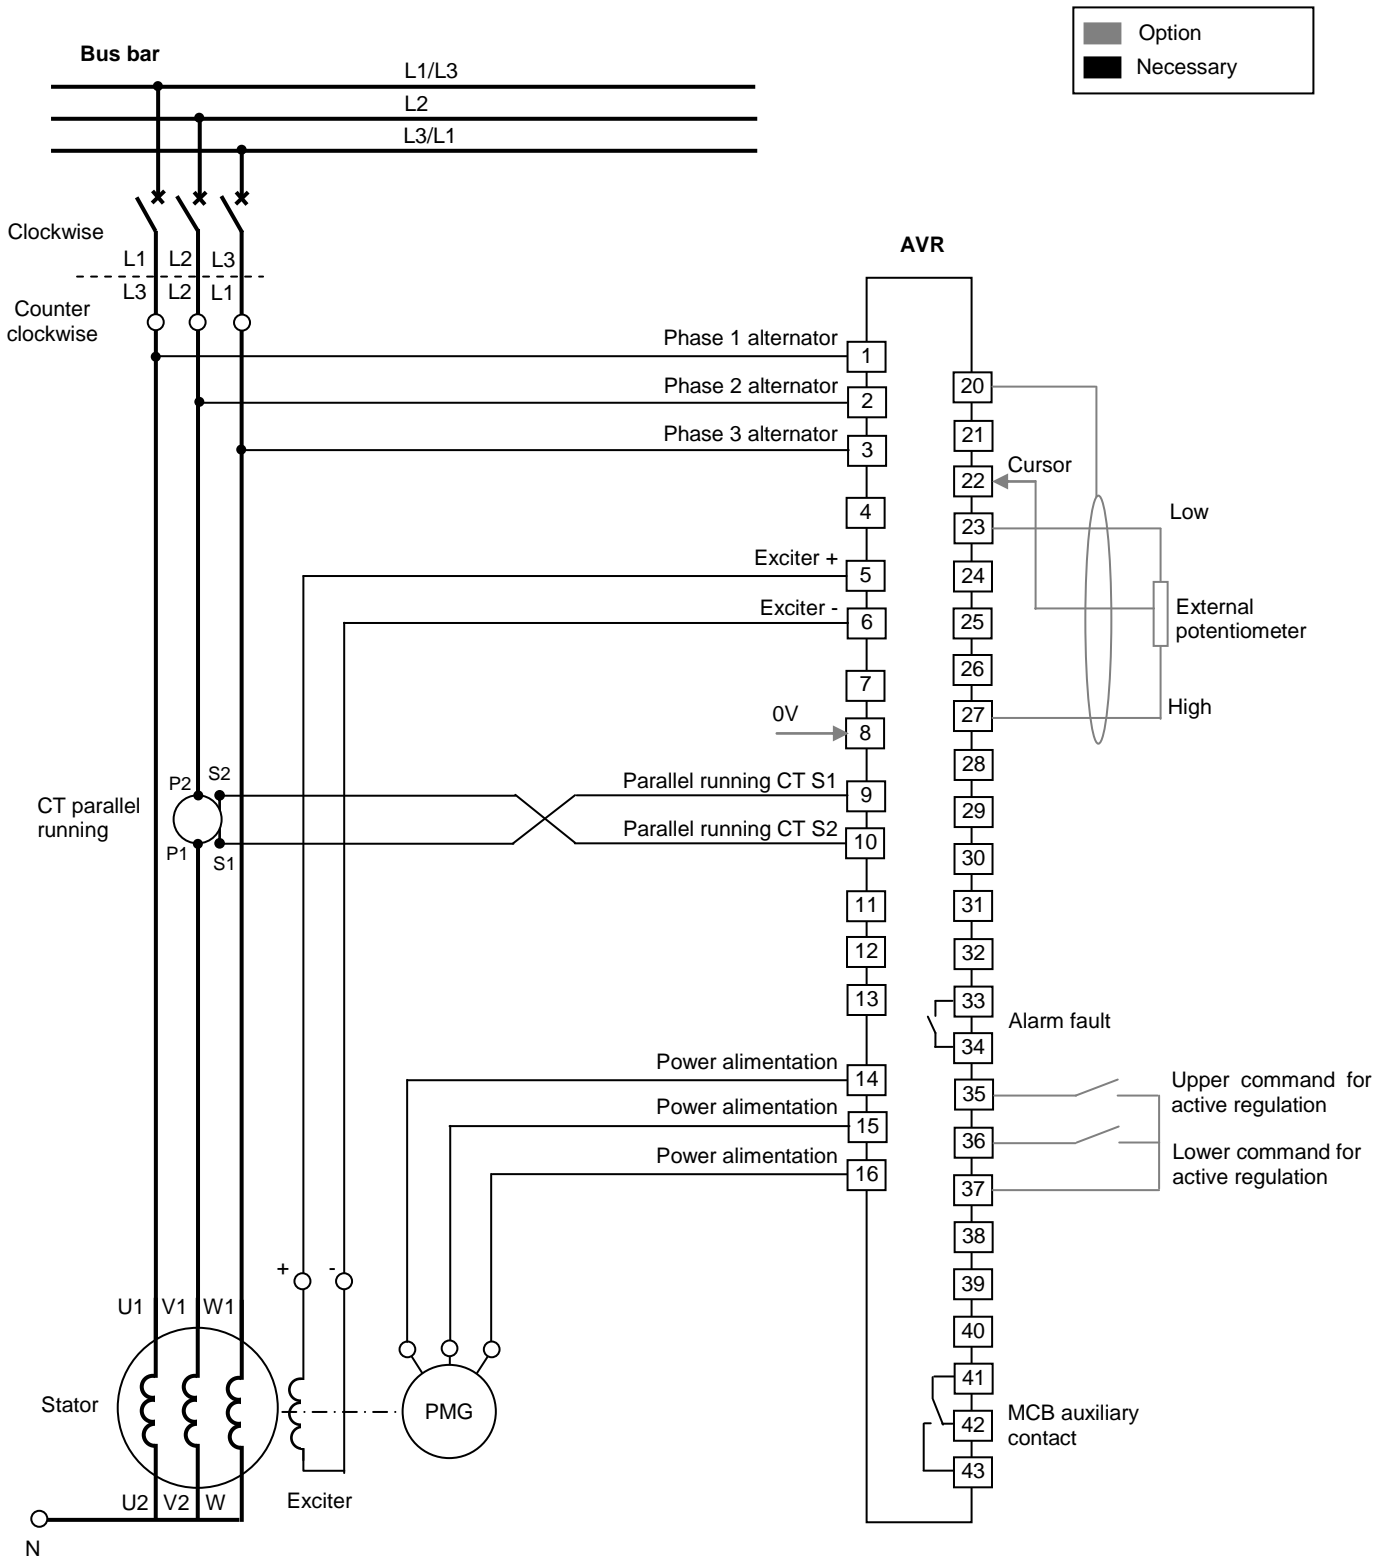 Option
Necessary
Bus bar
L1/L3
L2
L3/L1
Clockwise
L1 L2 L3
L3 L2 L1
Counter
clockwise
AVR
Phase 1 alternator
1
Phase 2 alternator
2
Phase 3 alternator
3
4
Exciter +
5
Exciter -
6
7
0V
8
Parallel running CT S1
9
Parallel running CT S2
10
11
12
13
Power alimentation
14
Power alimentation
15
Power alimentation
16
20
21
22
Cursor
23
Low
24
25
External
potentiometer
26
27
High
28
29
30
31
32
33
Alarm fault
34
35
Upper command for
active regulation
36
Lower command for
active regulation
37
38
39
40
41
42
MCB auxiliary
contact
43
CT parallel
running
P2 S2
P1 S1
+ -
U1 V1 W1
Stator
PMG
U2 V2 W
Exciter
N